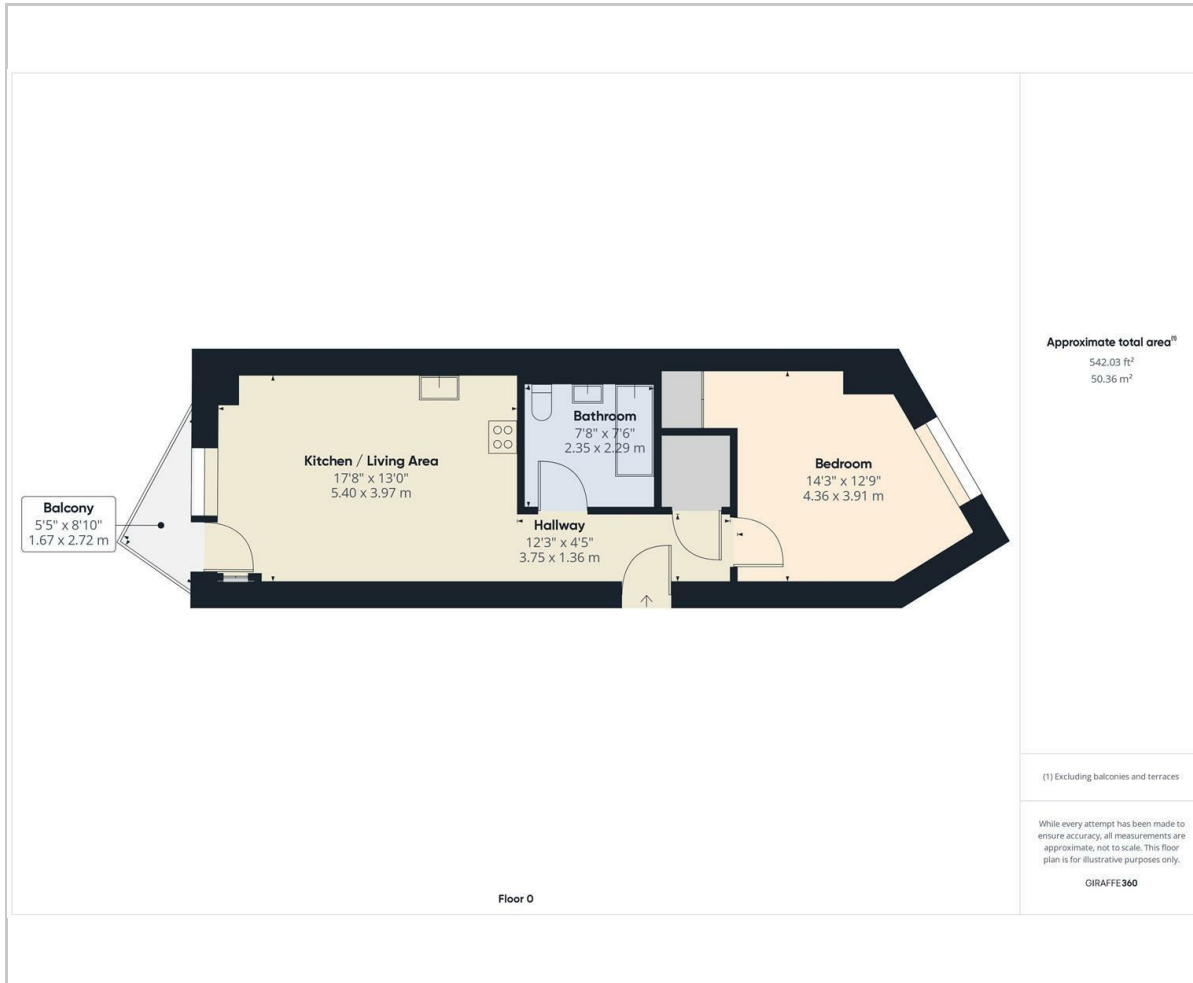 Balcony
5'5" x 8'10"
1.67 x 2.72 m
Kitchen / Living Area
17'8" x 13'0"
5.40 x 3.97 m
Bathroom
7'8" x 7'6"
2.35 x 2.29 m
Hallway
12'3" x 4'5"
3.75 x 1.36 m
Bedroom
14'3" x 12'9"
4.36 x 3.91 m
Floor 0
Approximate total area(1)
542.03 ft²
50.36 m²
(1) Excluding balconies and terraces
While every attempt has been made to
ensure accuracy, all measurements are
approximate, not to scale. This floor
plan is for illustrative purposes only.
GIRAFFE360